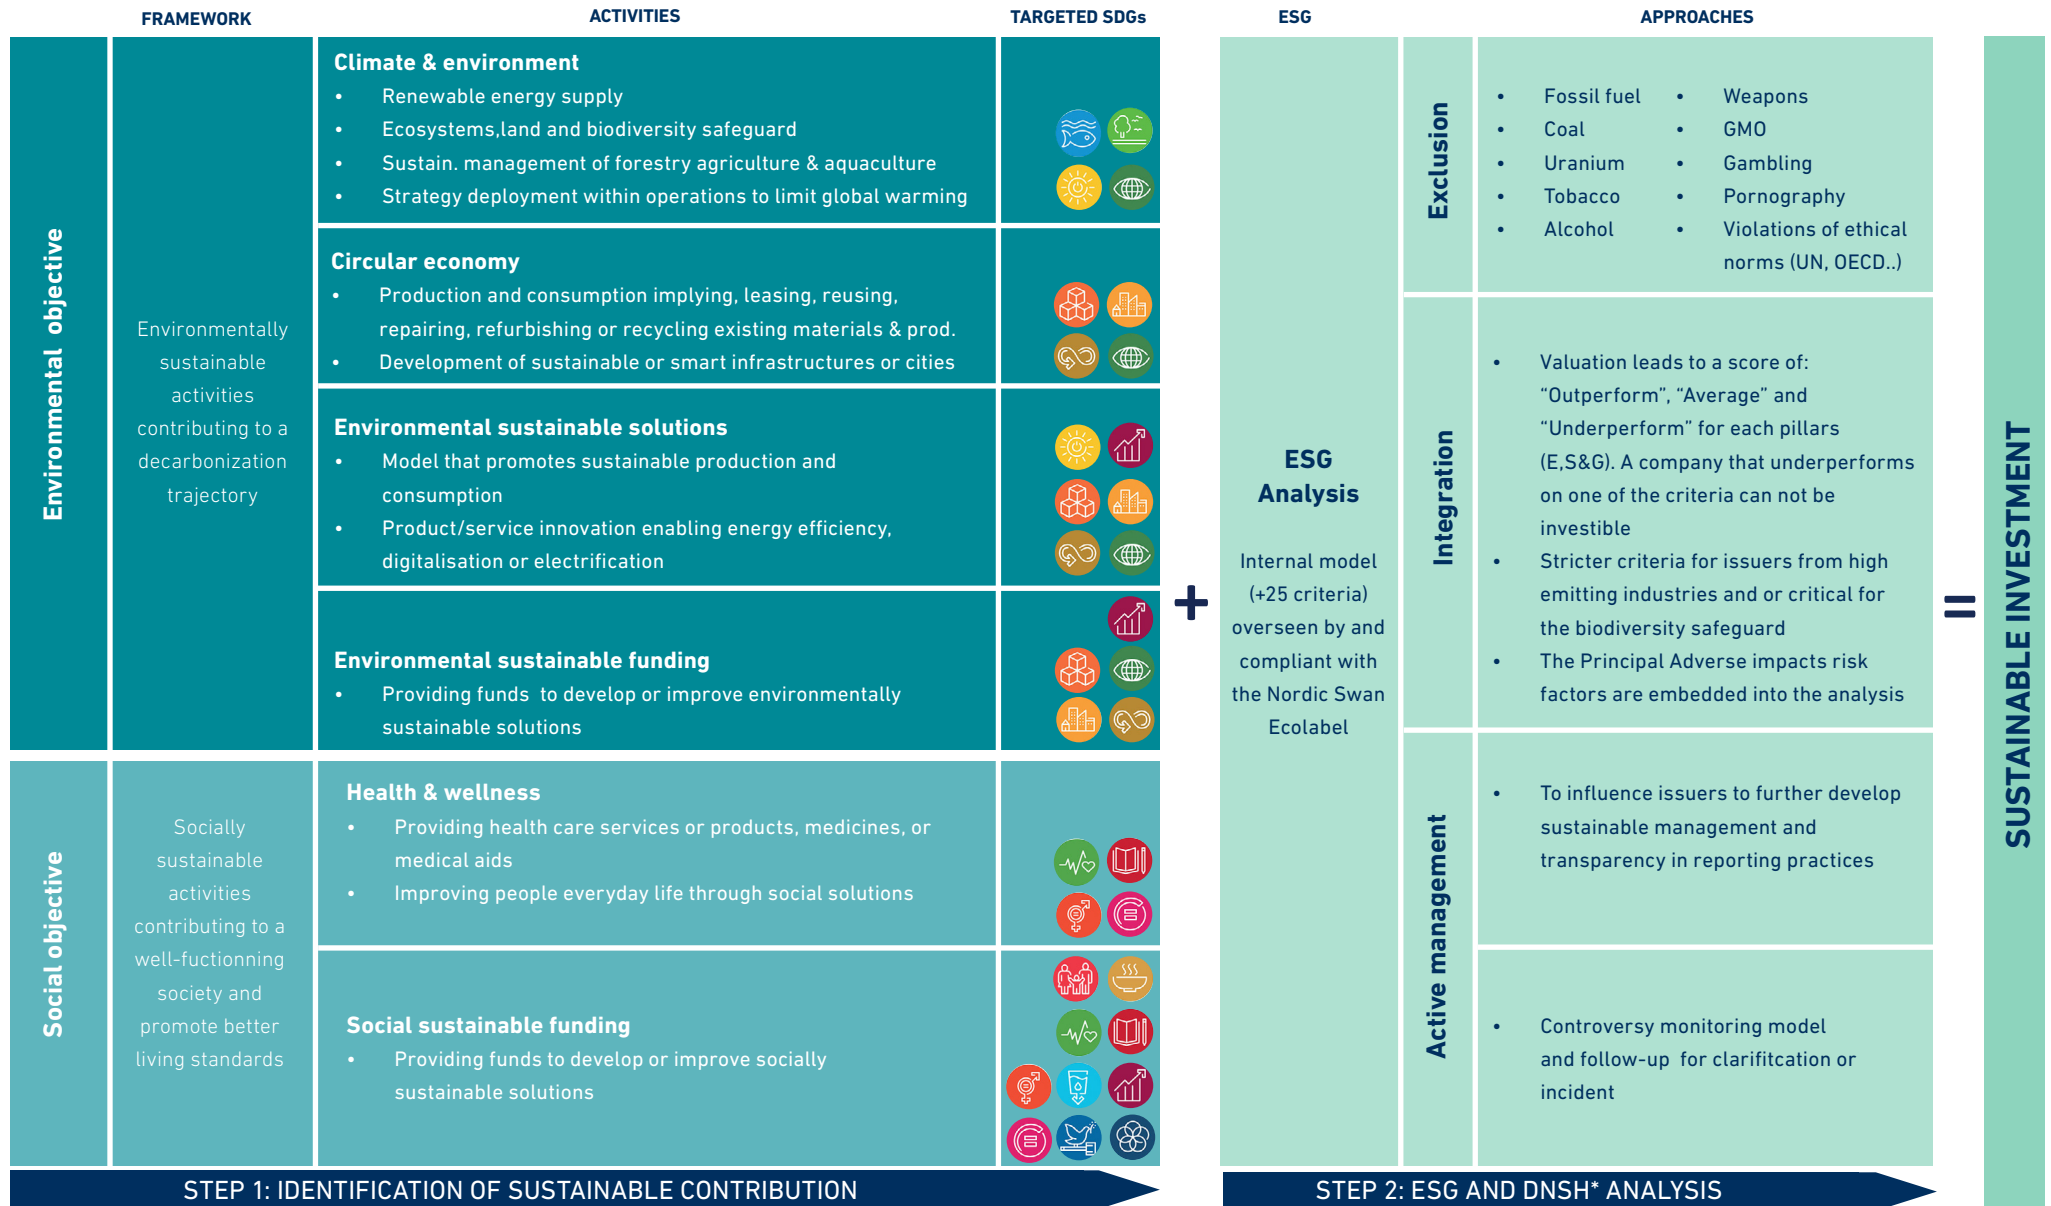 FRAMEWORK
ACTIVITIES
TARGETED SDGs
ESG
APPROACHES
Environmental objective
Environmentally
sustainable
activities
contributing to a
decarbonization
trajectory
Climate & environment
• Renewable energy supply
• Ecosystems,land and biodiversity safeguard
• Sustain. management of forestry agriculture & aquaculture
• Strategy deployment within operations to limit global warming
Circular economy
• Production and consumption implying, leasing, reusing,
repairing, refurbishing or recycling existing materials & prod.
• Development of sustainable or smart infrastructures or cities
Environmental sustainable solutions
• Model that promotes sustainable production and
consumption
• Product/service innovation enabling energy efficiency,
digitalisation or electrification
Environmental sustainable funding
• Providing funds to develop or improve environmentally
sustainable solutions
Social objective
Socially
sustainable
activities
contributing to a
well-fuctionning
society and
promote better
living standards
Health & wellness
• Providing health care services or products, medicines, or
medical aids
• Improving people everyday life through social solutions
Social sustainable funding
• Providing funds to develop or improve socially
sustainable solutions
STEP 1: IDENTIFICATION OF SUSTAINABLE CONTRIBUTION
+
ESG
Analysis
Internal model
(+25 criteria)
overseen by and
compliant with
the Nordic Swan
Ecolabel
Exclusion
• Fossil fuel
• Coal
• Uranium
• Tobacco
• Alcohol
• Weapons
• GMO
• Gambling
• Pornography
• Violations of ethical
norms (UN, OECD..)
Integration
• Valuation leads to a score of:
“Outperform”, “Average” and
“Underperform” for each pillars
(E,S&G). A company that underperforms
on one of the criteria can not be
investible
• Stricter criteria for issuers from high
emitting industries and or critical for
the biodiversity safeguard
• The Principal Adverse impacts risk
factors are embedded into the analysis
Active management
• To influence issuers to further develop
sustainable management and
transparency in reporting practices
• Controversy monitoring model
and follow-up for clarifitcation or
incident
STEP 2: ESG AND DNSH* ANALYSIS
=
SUSTAINABLE INVESTMENT